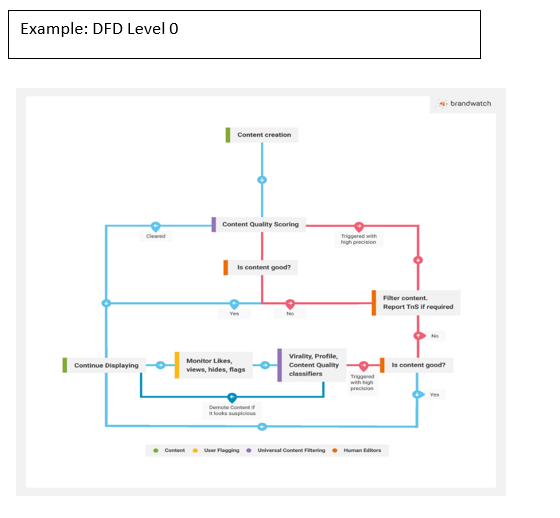 Example: DFD Level 0
brandwatch
Content creation
Content Quality Scoring
Cleared
Triggered with
high precision
Is content good?
Filter content.
Report TnS if required
Yes
No
No
Continue Displaying
Monitor Likes,
views, hides, flags
Virality, Profile,
Content Quality
classifiers
Triggered
with high
precision
Is content good?
Yes
Demote Content if
it looks suspicious
Content
User Flagging
Universal Content Filtering
Human Editors